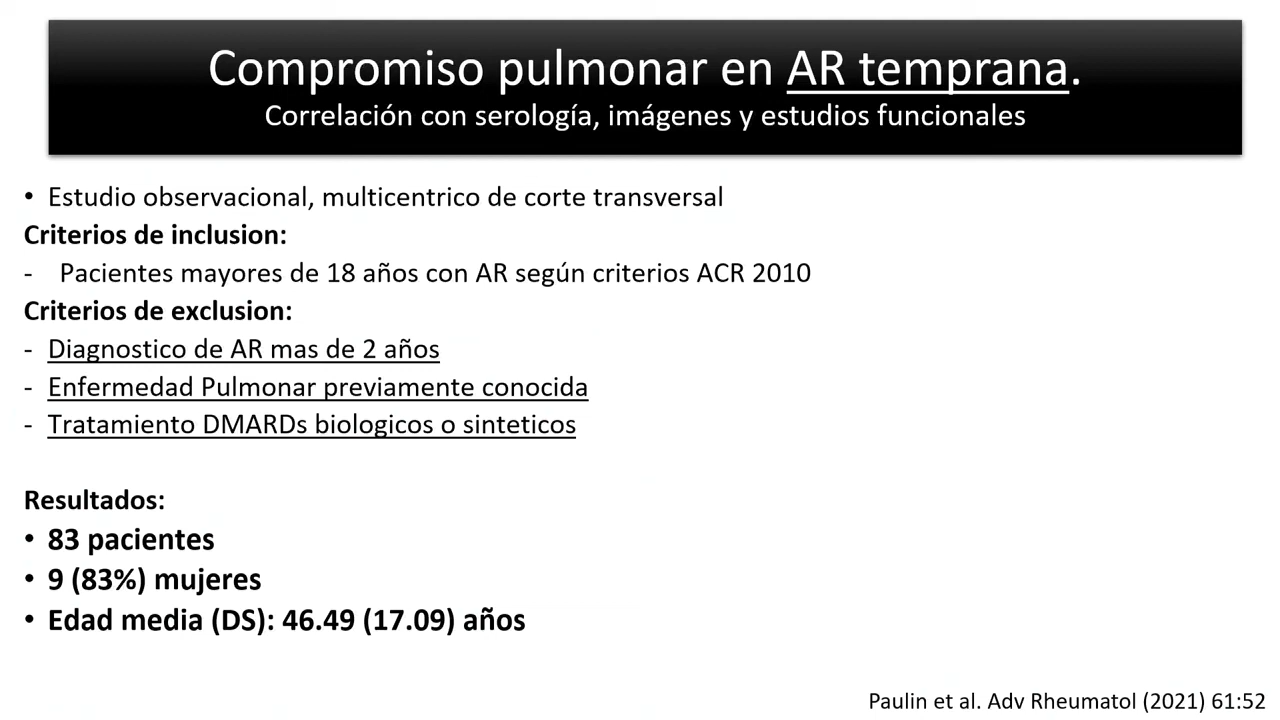 Compromiso pulmonar en AR temprana.
Correlación con serología, imágenes y estudios funcionales
• Estudio observacional, multicentrico de corte transversal
Criterios de inclusion:
- Pacientes mayores de 18 años con AR según criterios ACR 2010
Criterios de exclusion:
- Diagnostico de AR mas de 2 años
- Enfermedad Pulmonar previamente conocida
- Tratamiento DMARDs biologicos o sinteticos
Resultados:
• 83 pacientes
• 9 (83%) mujeres
• Edad media (DS): 46.49 (17.09) años
Paulin et al. Adv Rheumatol (2021) 61:52